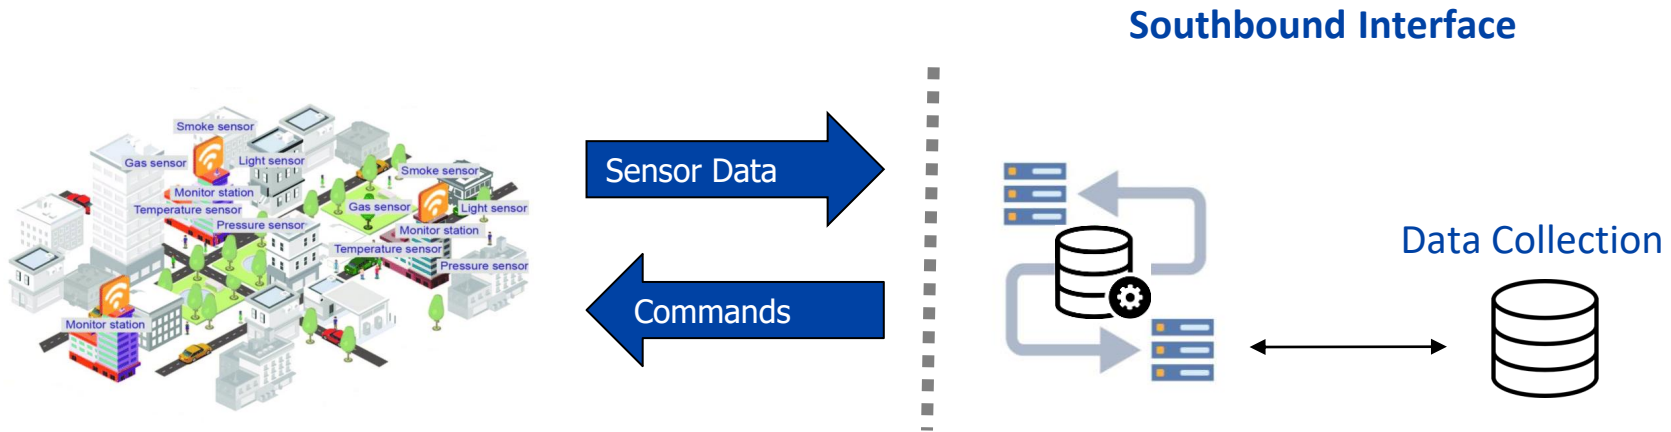 Southbound Interface
Smoke sensor
Gas sensor
Light sensor
Smoke sensor
Monitor station
Temperature sensor
Gas sensor
Light sensor
Pressure sensor
Monitor station
Temperature sensor
Pressure sensor
Monitor station
Sensor Data
Commands
Data Collection